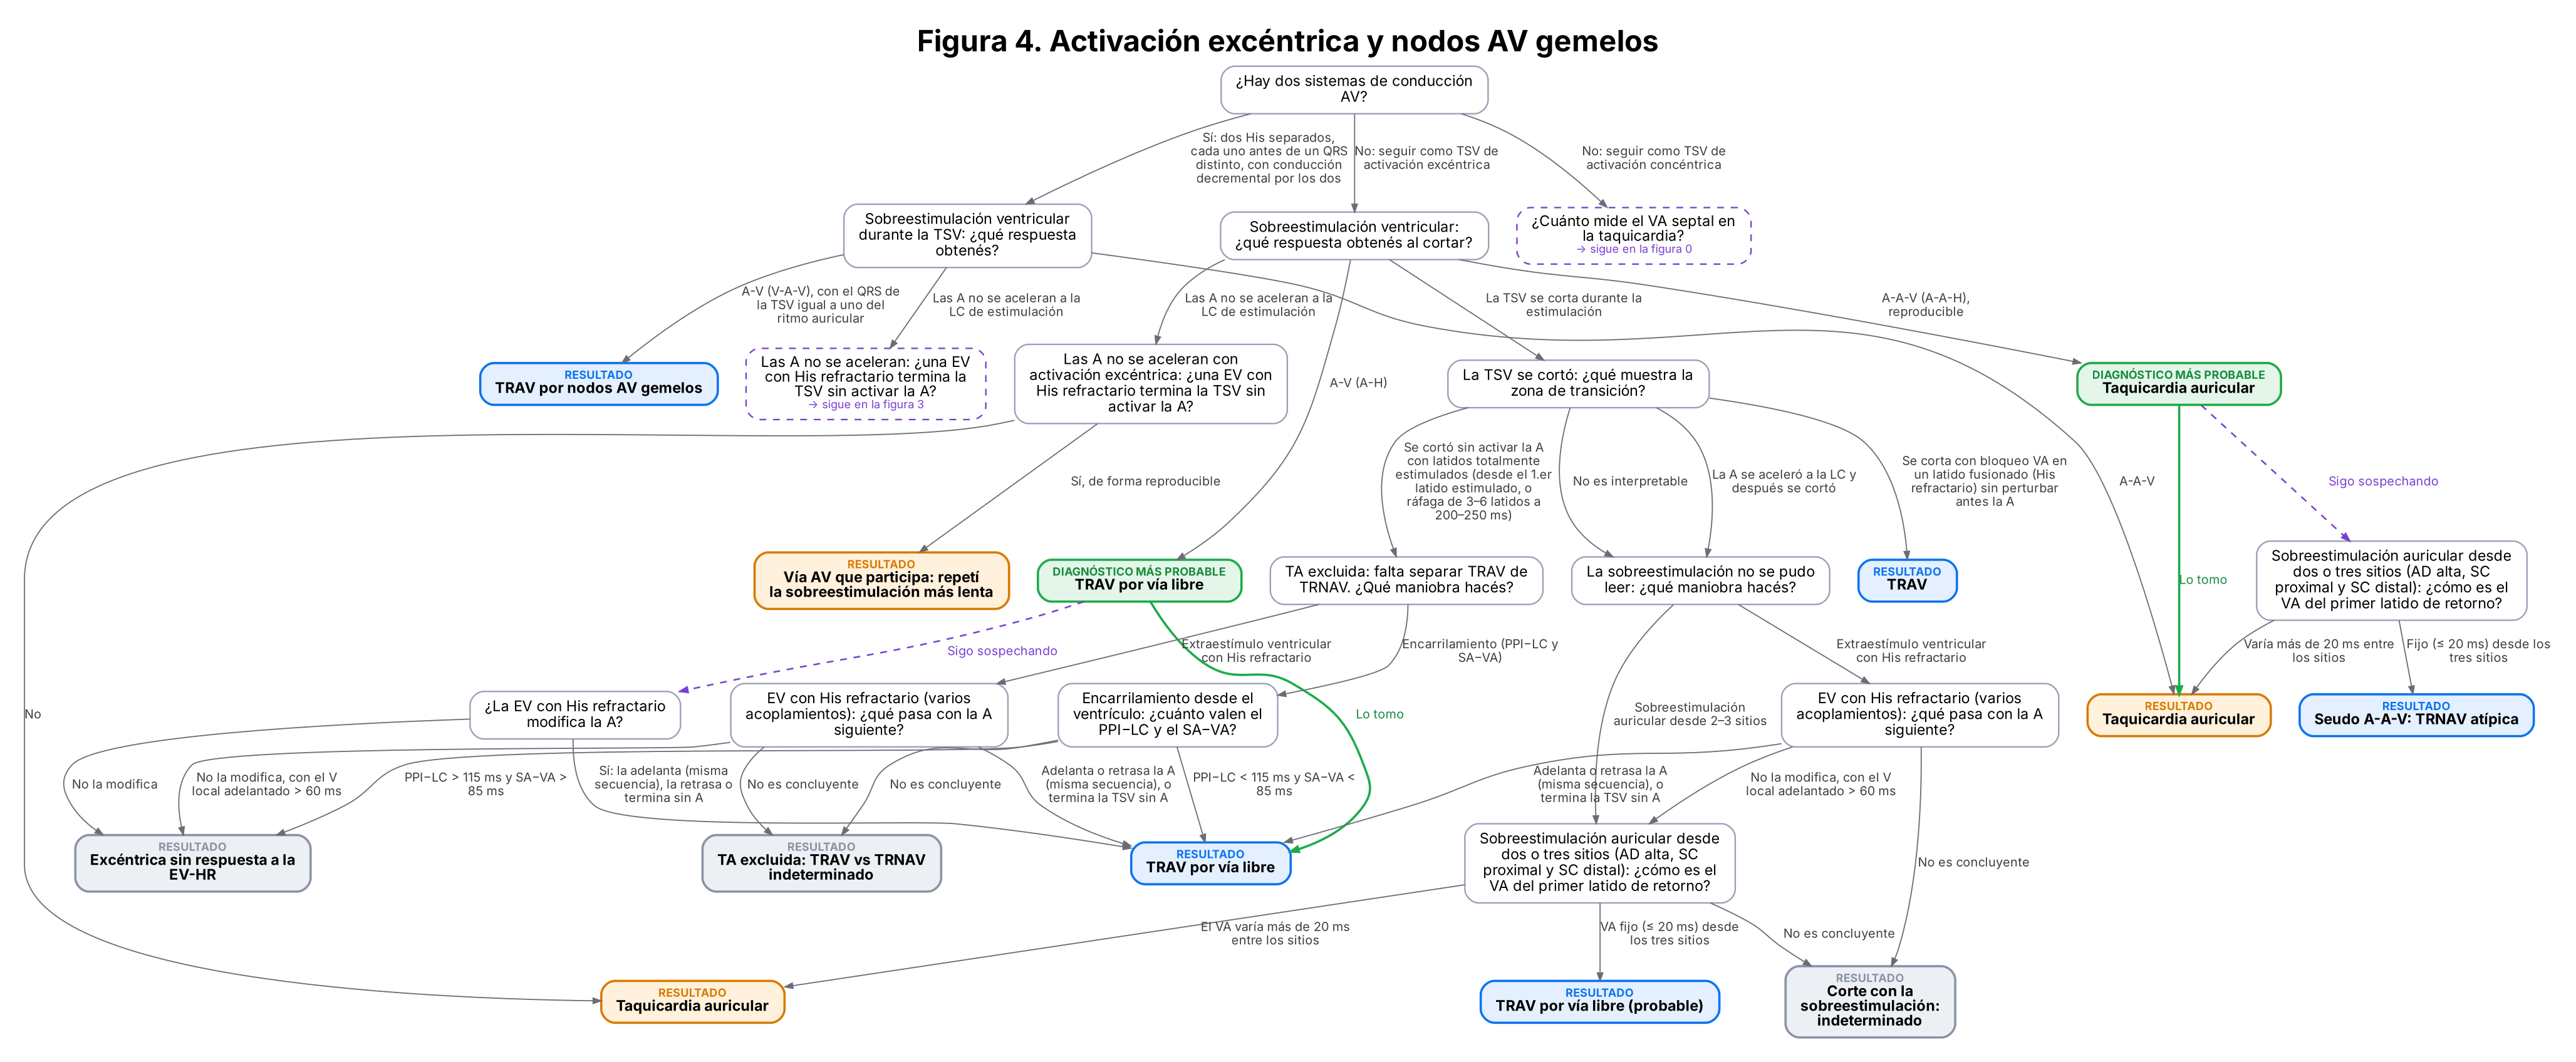 Figura 4. Activación excéntrica y nodos AV gemelos
¿Hay dos sistemas de conducción
AV?
Sí: dos His separados,
cada uno antes de un QRS
distinto, con conducción
decremental por los dos
No: seguir como TSV de
activación excéntrica
No: seguir como TSV de
activación concéntrica
Sobreestimulación ventricular
durante la TSV: ¿qué respuesta
obtenés?
Sobreestimulación ventricular:
¿qué respuesta obtenés al cortar?
¿Cuánto mide el VA septal en
la taquicardia?
→ sigue en la figura 0
A-V (V-A-V), con el QRS de
la TSV igual a uno del
ritmo auricular
Las A no se aceleran a la
LC de estimulación
Las A no se aceleran a la
LC de estimulación
La TSV se corta durante la
estimulación
A-A-V (A-A-H),
reproducible
RESULTADO
TRAV por nodos AV gemelos
Las A no se aceleran: ¿una EV
con His refractario termina la
TSV sin activar la A?
→ sigue en la figura 3
Las A no se aceleran con
activación excéntrica: ¿una EV con
His refractario termina la TSV sin
activar la A?
A-V (A-H)
La TSV se cortó: ¿qué muestra la
zona de transición?
DIAGNÓSTICO MÁS PROBABLE
Taquicardia auricular
Sí, de forma reproducible
Se cortó sin activar la A
con latidos totalmente
estimulados (desde el 1.er
latido estimulado, o
ráfaga de 3–6 latidos a
200–250 ms)
No es interpretable
La A se aceleró a la LC y
después se cortó
Se corta con bloqueo VA en
un latido fusionado (His
refractario) sin perturbar
antes la A
A-A-V
Sigo sospechando
RESULTADO
Vía AV que participa: repetí
la sobreestimulación más lenta
DIAGNÓSTICO MÁS PROBABLE
TRAV por vía libre
TA excluida: falta separar TRAV de
TRNAV. ¿Qué maniobra hacés?
La sobreestimulación no se pudo
leer: ¿qué maniobra hacés?
RESULTADO
TRAV
Lo tomo
Sobreestimulación auricular desde
dos o tres sitios (AD alta, SC
proximal y SC distal): ¿cómo es el
VA del primer latido de retorno?
Sigo sospechando
Extraestímulo ventricular
con His refractario
Encarrilamiento (PPI−LC y
SA−VA)
Extraestímulo ventricular
con His refractario
Varía más de 20 ms entre
los sitios
Fijo (≤ 20 ms) desde los
tres sitios
No
¿La EV con His refractario
modifica la A?
EV con His refractario (varios
acoplamientos): ¿qué pasa con la A
siguiente?
Encarrilamiento desde el
ventrículo: ¿cuánto valen el
PPI−LC y el SA−VA?
Lo tomo
Sobreestimulación
auricular desde 2–3 sitios
EV con His refractario (varios
acoplamientos): ¿qué pasa con la A
siguiente?
RESULTADO
Taquicardia auricular
RESULTADO
Seudo A-A-V: TRNAV atípica
No la modifica
No la modifica, con el V
local adelantado > 60 ms
PPI−LC > 115 ms y SA−VA >
85 ms
Sí: la adelanta (misma
secuencia), la retrasa o
termina sin A
No es concluyente
No es concluyente
Adelanta o retrasa la A
(misma secuencia), o
termina la TSV sin A
PPI−LC < 115 ms y SA−VA <
85 ms
Adelanta o retrasa la A
(misma secuencia), o
termina la TSV sin A
No la modifica, con el V
local adelantado > 60 ms
RESULTADO
Excéntrica sin respuesta a la
EV-HR
RESULTADO
TA excluida: TRAV vs TRNAV
indeterminado
RESULTADO
TRAV por vía libre
Sobreestimulación auricular desde
dos o tres sitios (AD alta, SC
proximal y SC distal): ¿cómo es el
VA del primer latido de retorno?
No es concluyente
El VA varía más de 20 ms
entre los sitios
VA fijo (≤ 20 ms) desde
los tres sitios
No es concluyente
RESULTADO
Taquicardia auricular
RESULTADO
TRAV por vía libre (probable)
RESULTADO
Corte con la
sobreestimulación:
indeterminado